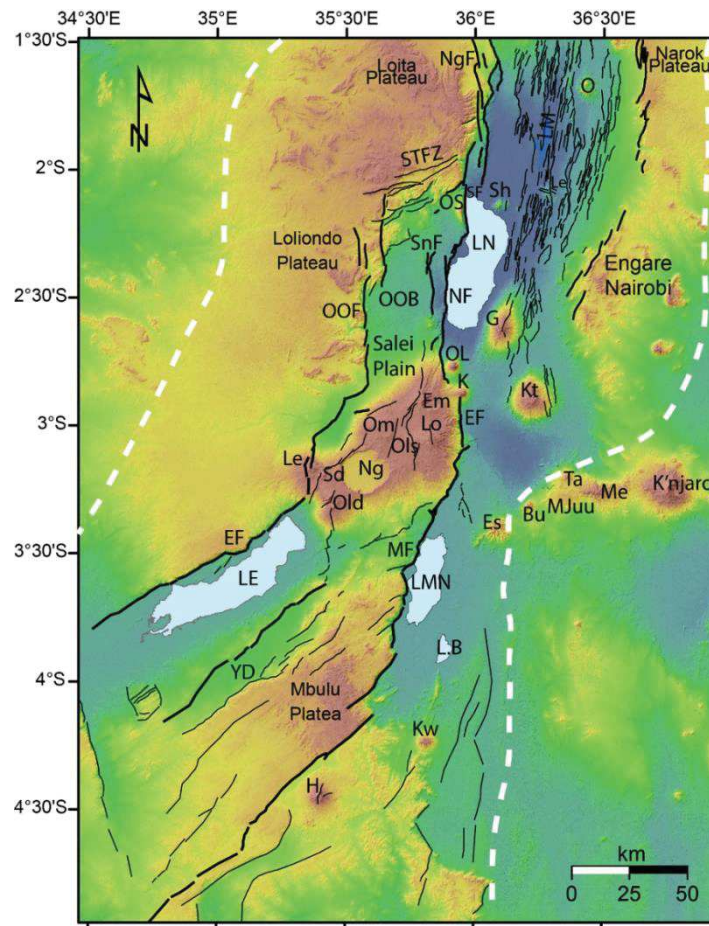 34°30'E 35°E 35°30'E 36°E 36°30'E
1°30'S
NgF
Narok
Plateau
Loita
Plateau
O
LM
N
2°S
STFZ
SF
Sh
OS
LN
SnF
Loliondo
Plateau
Engare
Nairobi
2°30'S
OOF
OOB
NF
G
Salei
Plain
OL
K
Kt
Em
3°S
Om
Lo
EF
Ols
Le
Ng
Sd
Ta
K'njaro
Me
Old
MJuu
Bu
Es
3°30'S
EF
MF
LE
LMN
L.B
4°S
YD
Mbulu
Platea
Kw
4°30'S
H
km
0 25 50